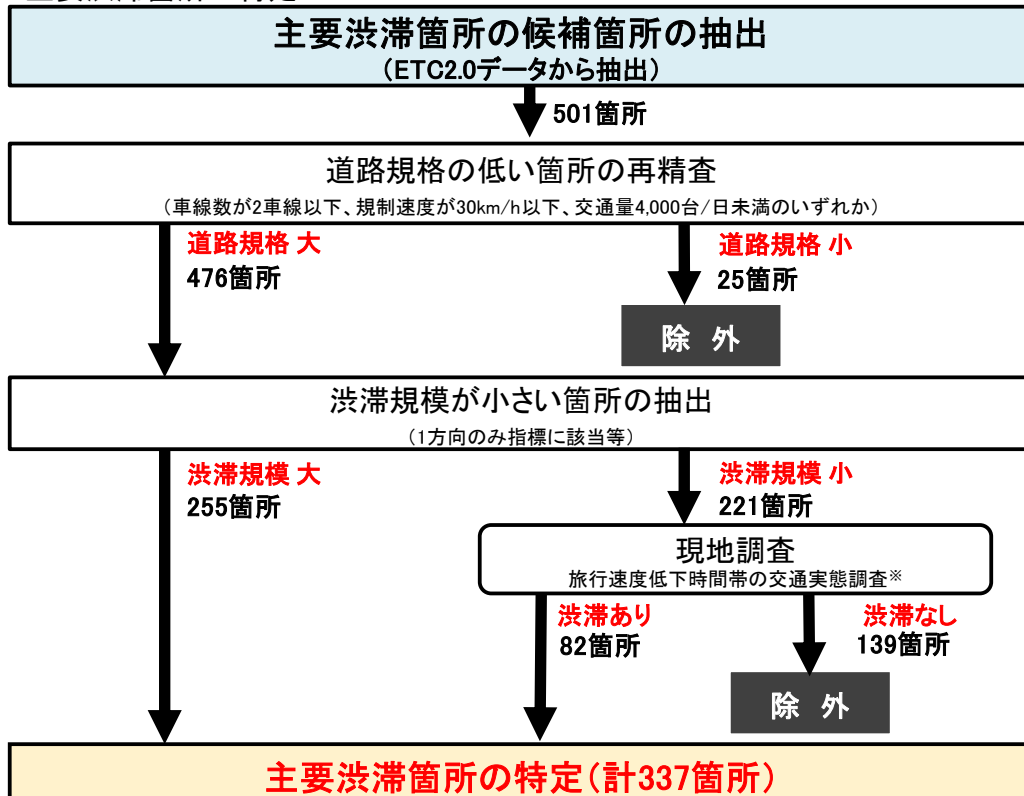 主要渋滞箇所の候補箇所の抽出
(ETC2.0データから抽出)
501箇所
道路規格の低い箇所の再精査
(車線数が2車線以下、規制速度が30km/h以下、交通量4,000台/日未満のいずれか)
道路規格 大
476箇所
道路規格 小
25箇所
除 外
渋滞規模が小さい箇所の抽出
(1方向のみ指標に該当等)
渋滞規模 大
255箇所
渋滞規模 小
221箇所
現地調査
旅行速度低下時間帯の交通実態調査※
渋滞あり
82箇所
渋滞なし
139箇所
除 外
主要渋滞箇所の特定(計337箇所)